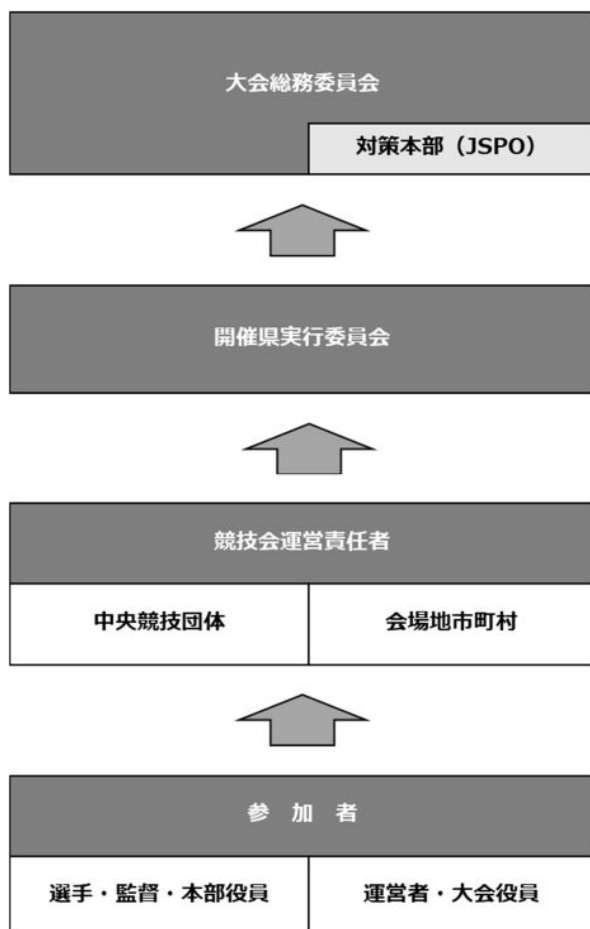 大会総務委員会
対策本部（JSPO）
開催県実行委員会
競技会運営責任者
中央競技団体
会場地市町村
参　加　者
選手・監督・本部役員
運営者・大会役員